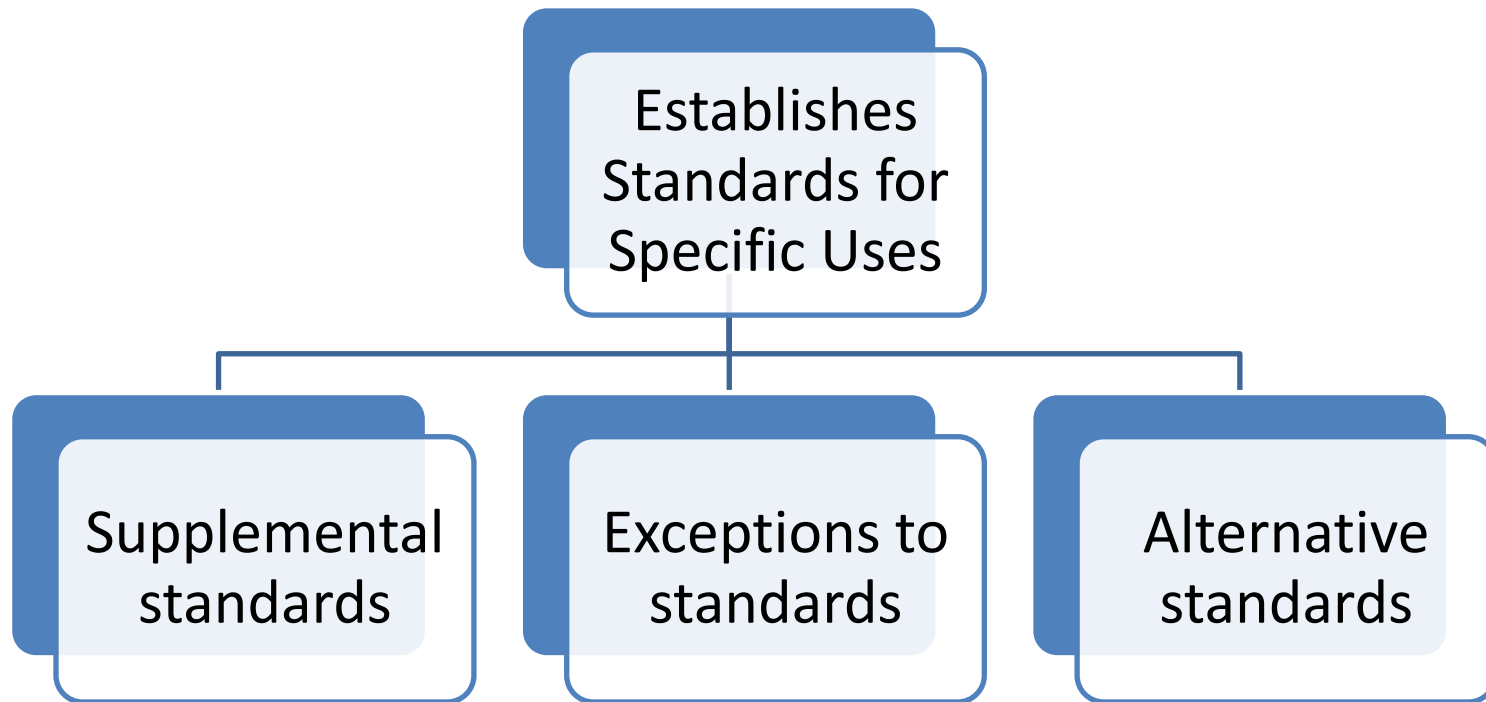 Establishes
Standards for
Specific Uses
Supplemental
standards
Exceptions to
standards
Alternative
standards